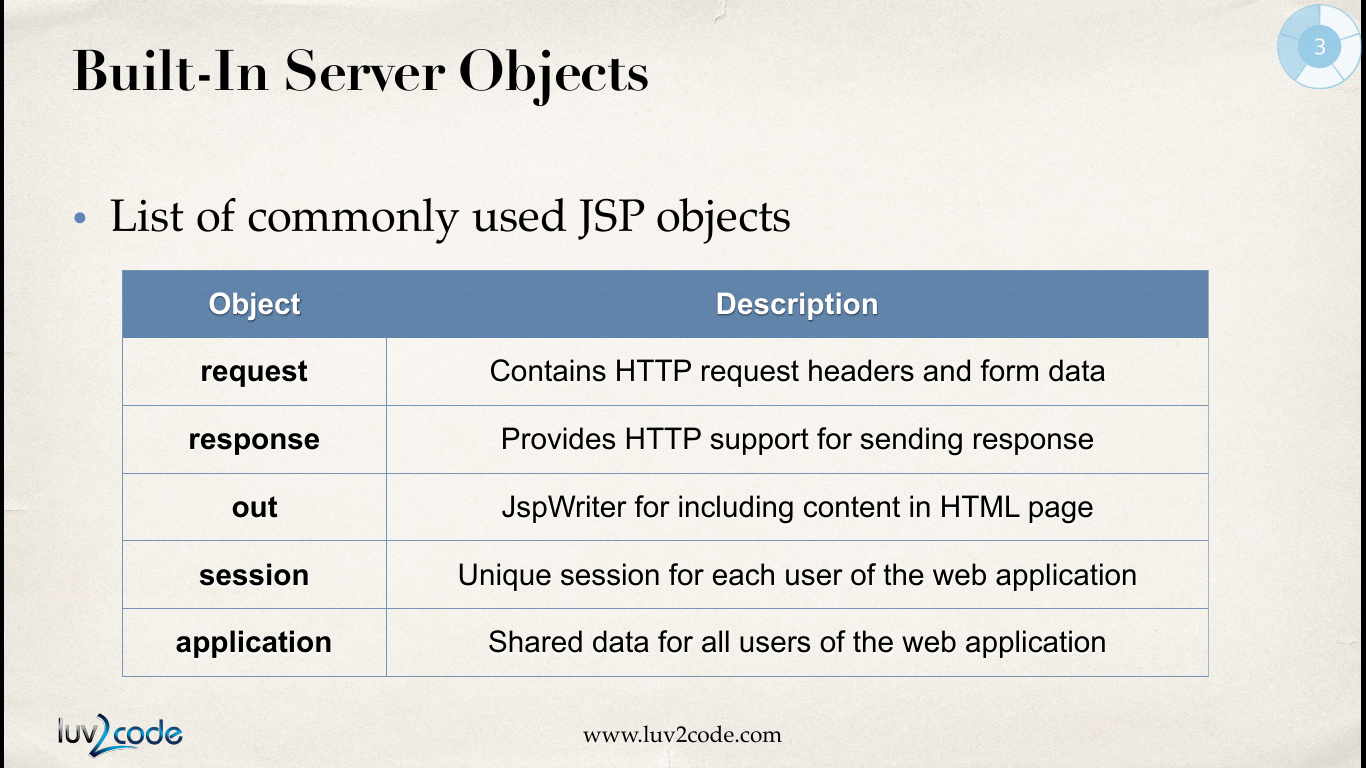 Built-In Server Objects
3
• List of commonly used JSP objects
Object Description
request Contains HTTP request headers and form data
response Provides HTTP support for sending response
out JspWriter for including content in HTML page
session Unique session for each user of the web application
application Shared data for all users of the web application
luv2code www.luv2code.com